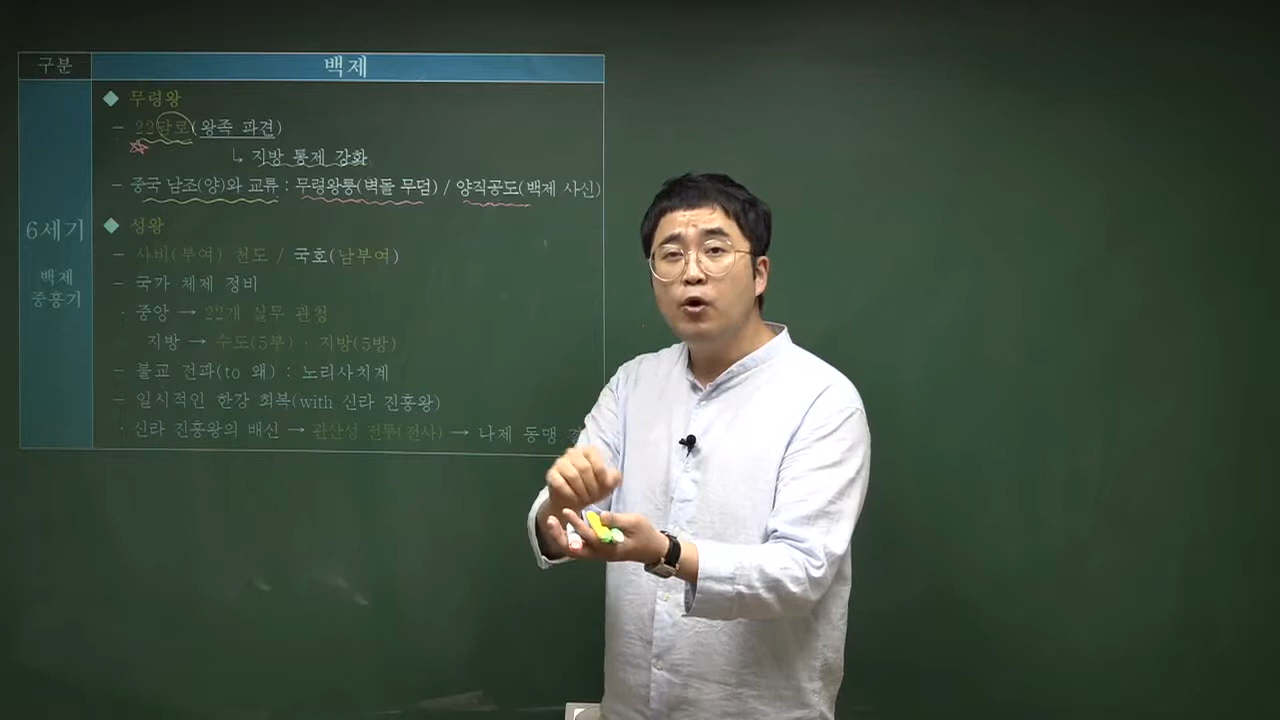 구분
백제
6세기
백제
중흥기
◆ 무령왕
- 22담로(왕족 파견)
↳ 지방 통제 강화
- 중국 남조(양)와 교류 : 무령왕릉(벽돌 무덤) / 양직공도(백제 사신)
◆ 성왕
- 사비(부여) 천도 / 국호(남부여)
- 국가 체제 정비
· 중앙 → 22개 실무 관청
지방 → 수도(5부) · 지방(5방)
- 불교 전파(to 왜) : 노리사치계
- 일시적인 한강 회복(with 신라 진흥왕)
· 신라 진흥왕의 배신 → 관산성 전투(전사) → 나제 동맹